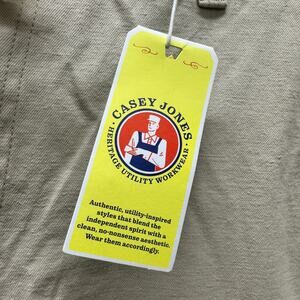 CASEY JONES
HERITAGE UTILITY WORKWEAR
Authentic, utility-inspired
styles that blend the
independent spirit with a
clean, no-nonsense aesthetic.
Wear them accordingly.